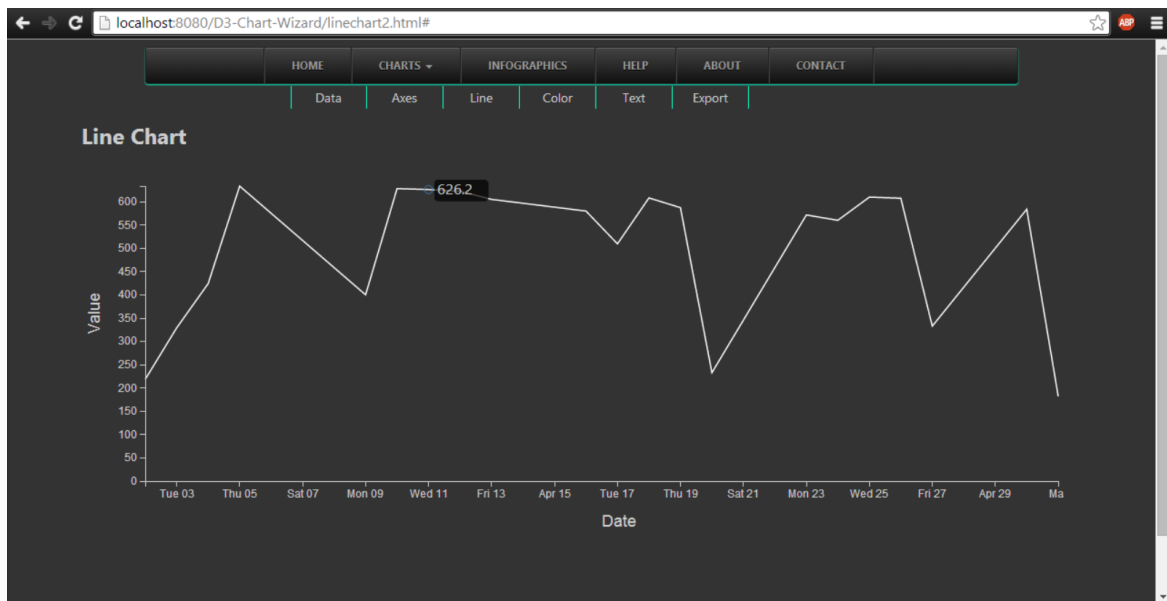 localhost:8080/D3-Chart-Wizard/linechart2.html#
ABP
HOME CHARTS INFOGRAPHICS HELP ABOUT CONTACT
Data Axes Line Color Text Export
Line Chart
626.2
600
550
500
450
400
350
300
250
200
150
100
50
0
Value
Tue 03 Thu 05 Sat 07 Mon 09 Wed 11 Fri 13 Apr 15 Tue 17 Thu 19 Sat 21 Mon 23 Wed 25 Fri 27 Apr 29 Ma
Date